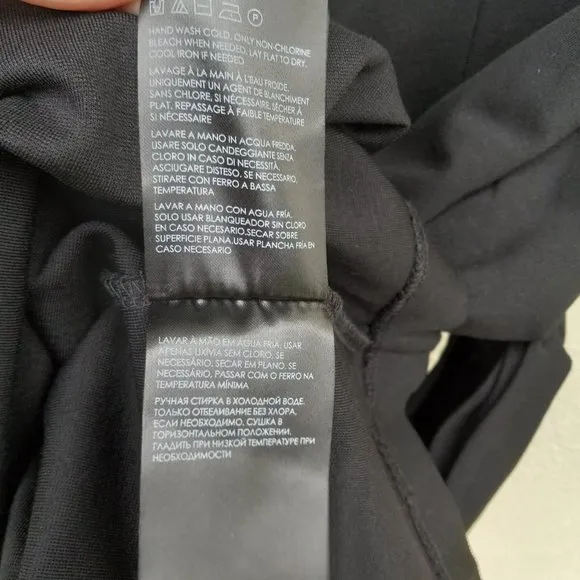 P
HAND WASH COLD, ONLY NON-CHLORINE
BLEACH WHEN NEEDED, LAY FLAT TO DRY.
COOL IRON IF NEEDED
LAVAGE À LA MAIN À L'EAU FROIDE,
UNIQUEMENT UN AGENT DE BLANCHIMENT
SANS CHLORE, SI NÉCESSAIRE, SÉCHER À
PLAT. REPASSAGE À FAIBLE TEMPÉRATURE
SI NÉCESSAIRE
LAVARE A MANO IN ACQUA FREDDA,
USARE SOLO CANDEGGIANTE SENZA
CLORO IN CASO DI NECESSITÀ,
ASCIUGARE DISTESO. SE NECESSARIO,
STIRARE CON FERRO A BASSA
TEMPERATURA
LAVAR A MANO CON AGUA FRÍA.
SOLO USAR BLANQUEADOR SIN CLORO
EN CASO NECESARIO.SECAR SOBRE
SUPERFICIE PLANA.USAR PLANCHA FRÍA EN
CASO NECESARIO
LAVAR À MÃO EM ÁGUA FRIA, USAR
APENAS LIXIVIA SEM CLORO, SE
NECESSÁRIO. SECAR EM PLANO. SE
NECESSÁRIO, PASSAR COM O FERRO NA
TEMPERATURA MÍNIMA
РУЧНАЯ СТИРКА В ХОЛОДНОЙ ВОДЕ.
ТОЛЬКО ОТБЕЛИВАНИЕ БЕЗ ХЛОРА,
ЕСЛИ НЕОБХОДИМО. СУШКА В
ГОРИЗОНТАЛЬНОМ ПОЛОЖЕНИИ.
ГЛАДИТЬ ПРИ НИЗКОЙ ТЕМПЕРАТУРЕ ПРИ
НЕОБХОДИМОСТИ